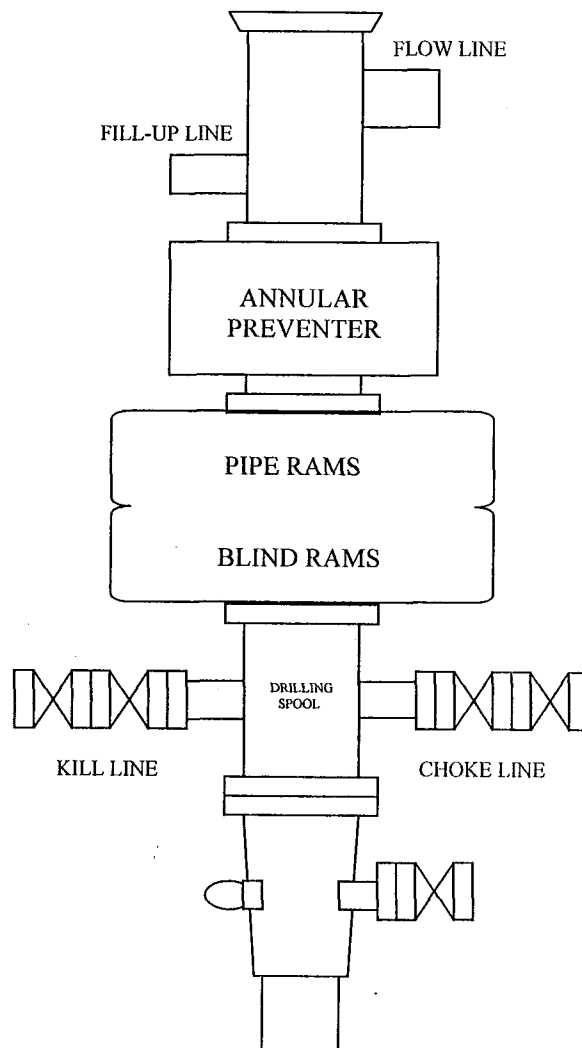 FLOW LINE
FILL-UP LINE
ANNULAR
PREVENTER
PIPE RAMS
BLIND RAMS
DRILLING
SPOOL
KILL LINE
CHOKE LINE